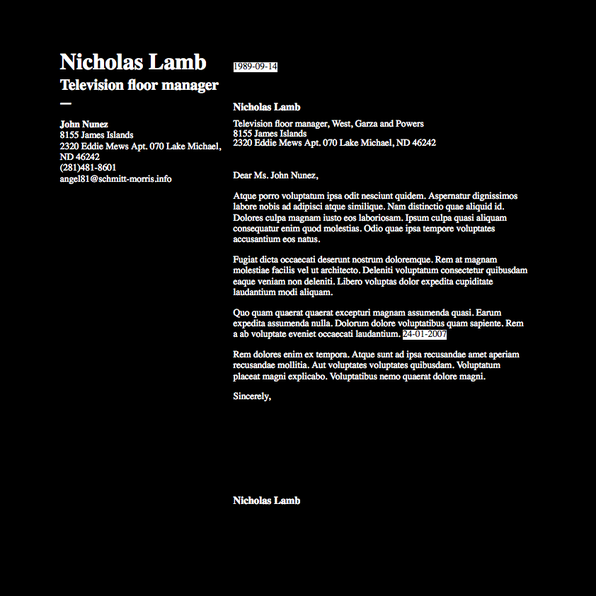 Nicholas Lamb
Television floor manager
—
John Nunez
8155 James Islands
2320 Eddie Mews Apt. 070 Lake Michael,
ND 46242
(281)481-8601
angel81@schmitt-morris.info
1989-09-14
Nicholas Lamb
Television floor manager, West, Garza and Powers
8155 James Islands
2320 Eddie Mews Apt. 070 Lake Michael, ND 46242
Dear Ms. John Nunez,
Atque porro voluptatum ipsa odit nesciunt quidem. Aspernatur dignissimos
labore nobis ad adipisci atque similique. Nam distinctio quae aliquid id.
Dolores culpa magnam iusto eos laboriosam. Ipsum culpa quasi aliquam
consequatur enim quod molestias. Odio quae ipsa tempore voluptates
accusantium eos natus.
Fugiat dicta occaecati deserunt nostrum doloremque. Rem at magnam
molestiae facilis vel ut architecto. Deleniti voluptatum consectetur quibusdam
eaque veniam non deleniti. Libero voluptas dolor expedita cupiditate
laudantium modi aliquam.
Quo quam quaerat quaerat excepturi magnam assumenda quasi. Earum
expedita assumenda nulla. Dolorum dolore voluptatibus quam sapiente. Rem
a ab voluptate eveniet occaecati laudantium. 24-01-2007
Rem dolores enim ex tempora. Atque sunt ad ipsa recusandae amet aperiam
recusandae mollitia. Aut voluptates voluptates quibusdam. Voluptatum
placeat magni explicabo. Voluptatibus nemo quaerat dolore magni.
Sincerely,
Nicholas Lamb